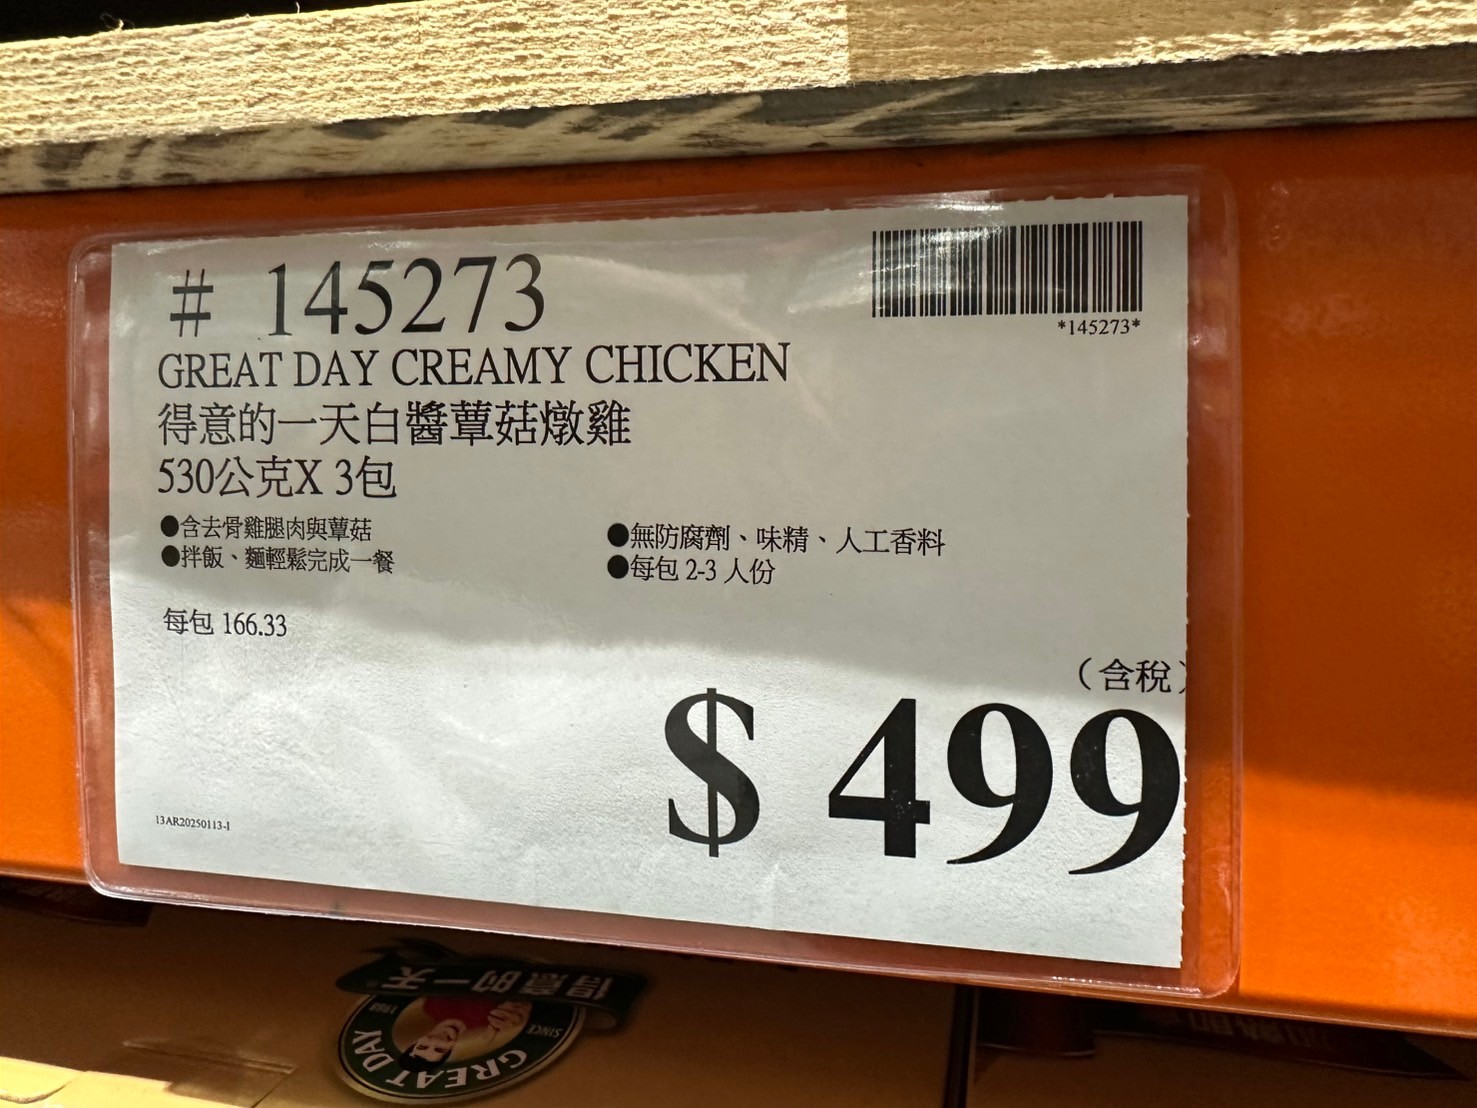 # 145273
*145273*
GREAT DAY CREAMY CHICKEN
得意的一天白醬蕈菇燉雞
530公克X 3包
●含去骨雞腿肉與蕈菇
●無防腐劑、味精、人工香料
●拌飯、麵輕鬆完成一餐
●每包 2-3 人份
每包 166.33
(含稅)
$ 499
13AR20250113-1
得意的一天
GREAT DAY
SINCE